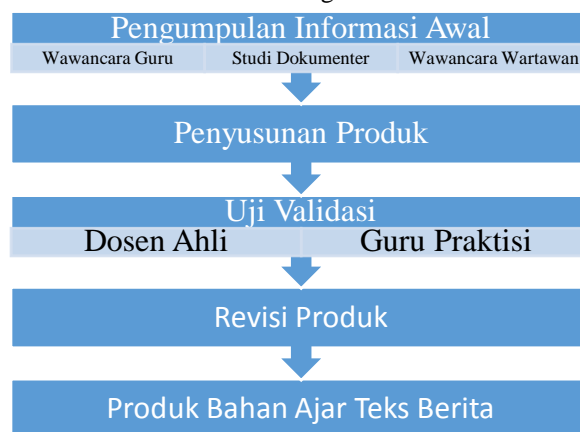 Pengumpulan Informasi Awal
Wawancara Guru Studi Dokumenter Wawancara Wartawan
Penyusunan Produk
Uji Validasi
Dosen Ahli Guru Praktisi
Revisi Produk
Produk Bahan Ajar Teks Berita